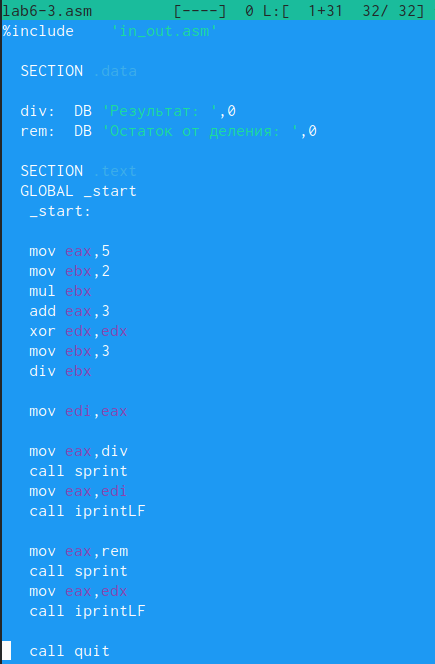 lab6-3.asm         [----]  0 L:[  1+31  32/ 32]
%include    'in_out.asm'
SECTION .data
div:  DB 'Результат: ',0
rem:  DB 'Остаток от деления: ',0
SECTION .text
GLOBAL _start
_start:
mov eax,5
mov ebx,2
mul ebx
add eax,3
xor edx,edx
mov ebx,3
div ebx
mov edi,eax
mov eax,div
call sprint
mov eax,edi
call iprintLF
mov eax,rem
call sprint
mov eax,edx
call iprintLF
call quit